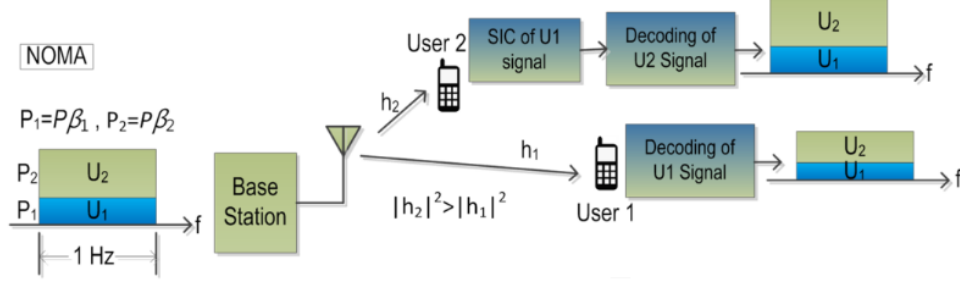 NOMA
P₁=Pβ₁ , P₂=Pβ₂
P₂
U₂
P₁
U₁
f
1 Hz
Base
Station
h₂
h₁
|h₂|²>|h₁|²
User 2
SIC of U1
signal
Decoding of
U2 Signal
U₂
U₁
f
User 1
Decoding of
U1 Signal
U₂
U₁
f